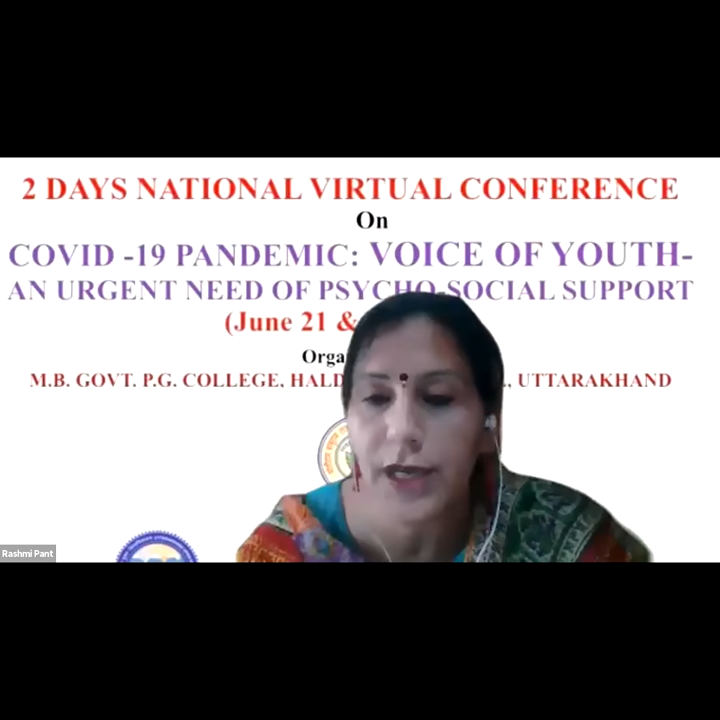 2 DAYS NATIONAL VIRTUAL CONFERENCE
On
COVID -19 PANDEMIC: VOICE OF YOUTH-
AN URGENT NEED OF PSYCHO-SOCIAL SUPPORT
(June 21 &
Orga
M.B. GOVT. P.G. COLLEGE, HALD ., UTTARAKHAND
Rashmi Pant